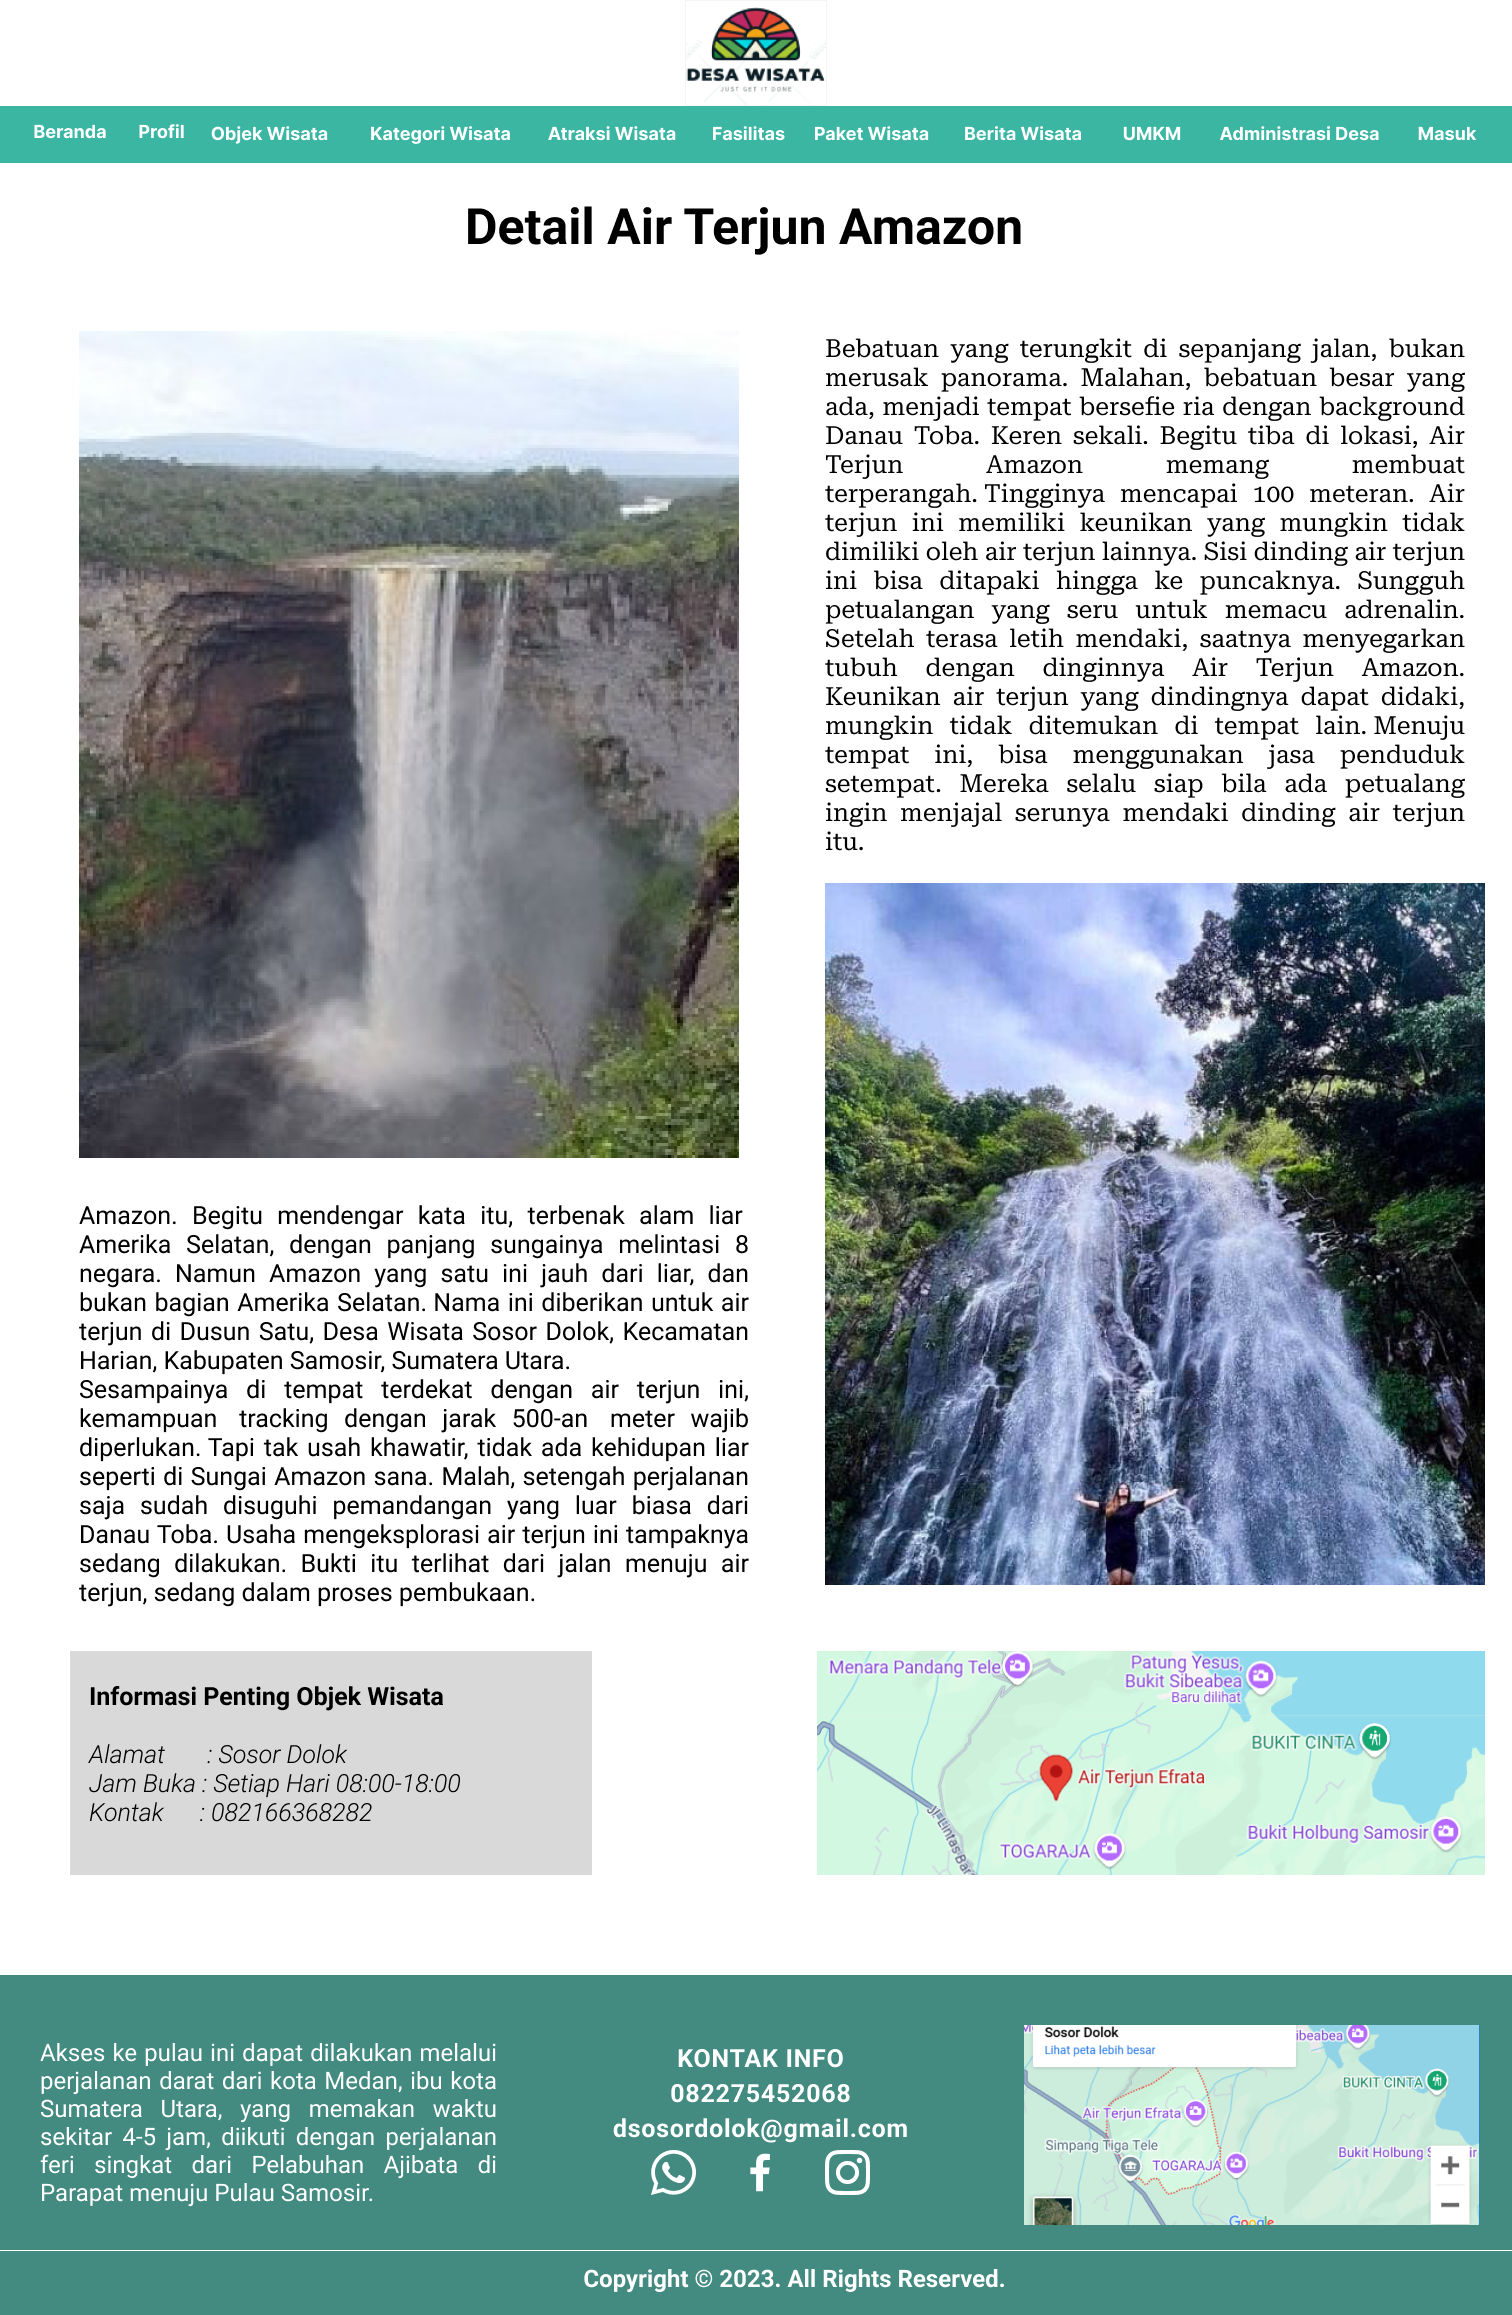 DESA WISATA
JUST GET IT DONE
Beranda
Profil
Objek Wisata
Kategori Wisata
Atraksi Wisata
Fasilitas
Paket Wisata
Berita Wisata
UMKM
Administrasi Desa
Masuk
Detail Air Terjun Amazon
Amazon. Begitu mendengar kata itu, terbenak alam liar
Amerika Selatan, dengan panjang sungainya melintasi 8
negara. Namun Amazon yang satu ini jauh dari liar, dan
bukan bagian Amerika Selatan. Nama ini diberikan untuk air
terjun di Dusun Satu, Desa Wisata Sosor Dolok, Kecamatan
Harian, Kabupaten Samosir, Sumatera Utara.
Sesampainya di tempat terdekat dengan air terjun ini,
kemampuan tracking dengan jarak 500-an meter wajib
diperlukan. Tapi tak usah khawatir, tidak ada kehidupan liar
seperti di Sungai Amazon sana. Malah, setengah perjalanan
saja sudah disuguhi pemandangan yang luar biasa dari
Danau Toba. Usaha mengeksplorasi air terjun ini tampaknya
sedang dilakukan. Bukti itu terlihat dari jalan menuju air
terjun, sedang dalam proses pembukaan.
Bebatuan yang terungkit di sepanjang jalan, bukan
merusak panorama. Malahan, bebatuan besar yang
ada, menjadi tempat bersefie ria dengan background
Danau Toba. Keren sekali. Begitu tiba di lokasi, Air
Terjun Amazon memang membuat
terperangah. Tingginya mencapai 100 meteran. Air
terjun ini memiliki keunikan yang mungkin tidak
dimiliki oleh air terjun lainnya. Sisi dinding air terjun
ini bisa ditapaki hingga ke puncaknya. Sungguh
petualangan yang seru untuk memacu adrenalin.
Setelah terasa letih mendaki, saatnya menyegarkan
tubuh dengan dinginnya Air Terjun Amazon.
Keunikan air terjun yang dindingnya dapat didaki,
mungkin tidak ditemukan di tempat lain. Menuju
tempat ini, bisa menggunakan jasa penduduk
setempat. Mereka selalu siap bila ada petualang
ingin menjajal serunya mendaki dinding air terjun
itu.
Informasi Penting Objek Wisata
Alamat : Sosor Dolok
Jam Buka : Setiap Hari 08:00-18:00
Kontak : 082166368282
Menara Pandang Tele
Patung Yesus,
Bukit Sibeabea
Baru dilihat
BUKIT CINTA
Air Terjun Efrata
Jl. Lintas Bar
Bukit Holbung Samosir
TOGARAJA
Akses ke pulau ini dapat dilakukan melalui
perjalanan darat dari kota Medan, ibu kota
Sumatera Utara, yang memakan waktu
sekitar 4-5 jam, diikuti dengan perjalanan
feri singkat dari Pelabuhan Ajibata di
Parapat menuju Pulau Samosir.
KONTAK INFO
082275452068
dsosordolok@gmail.com
Sosor Dolok
Lihat peta lebih besar
ibeabea
BUKIT CINTA
Air Terjun Efrata
Simpang Tiga Tele
TOGARAJA
Bukit Holbung S ir
Google
Copyright © 2023. All Rights Reserved.